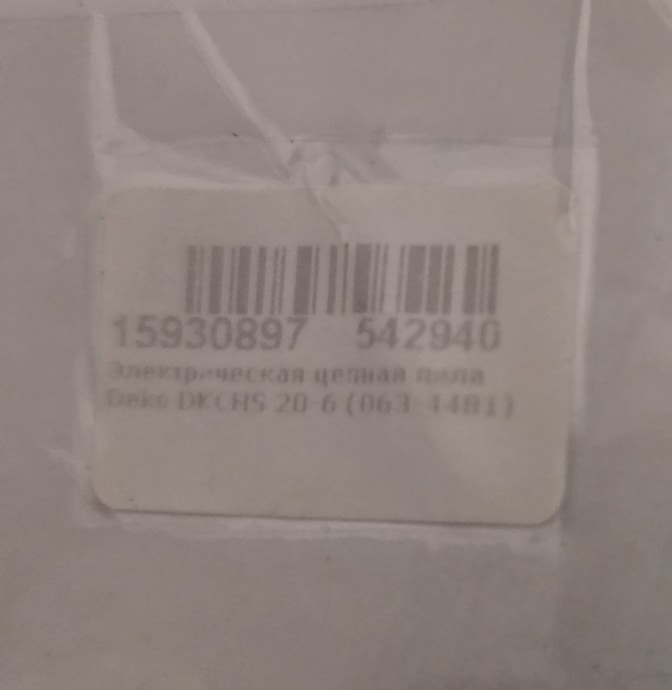 15930897 542940
Электрическая цепная пила
Deko DKCHS 20-6 (063-4481)